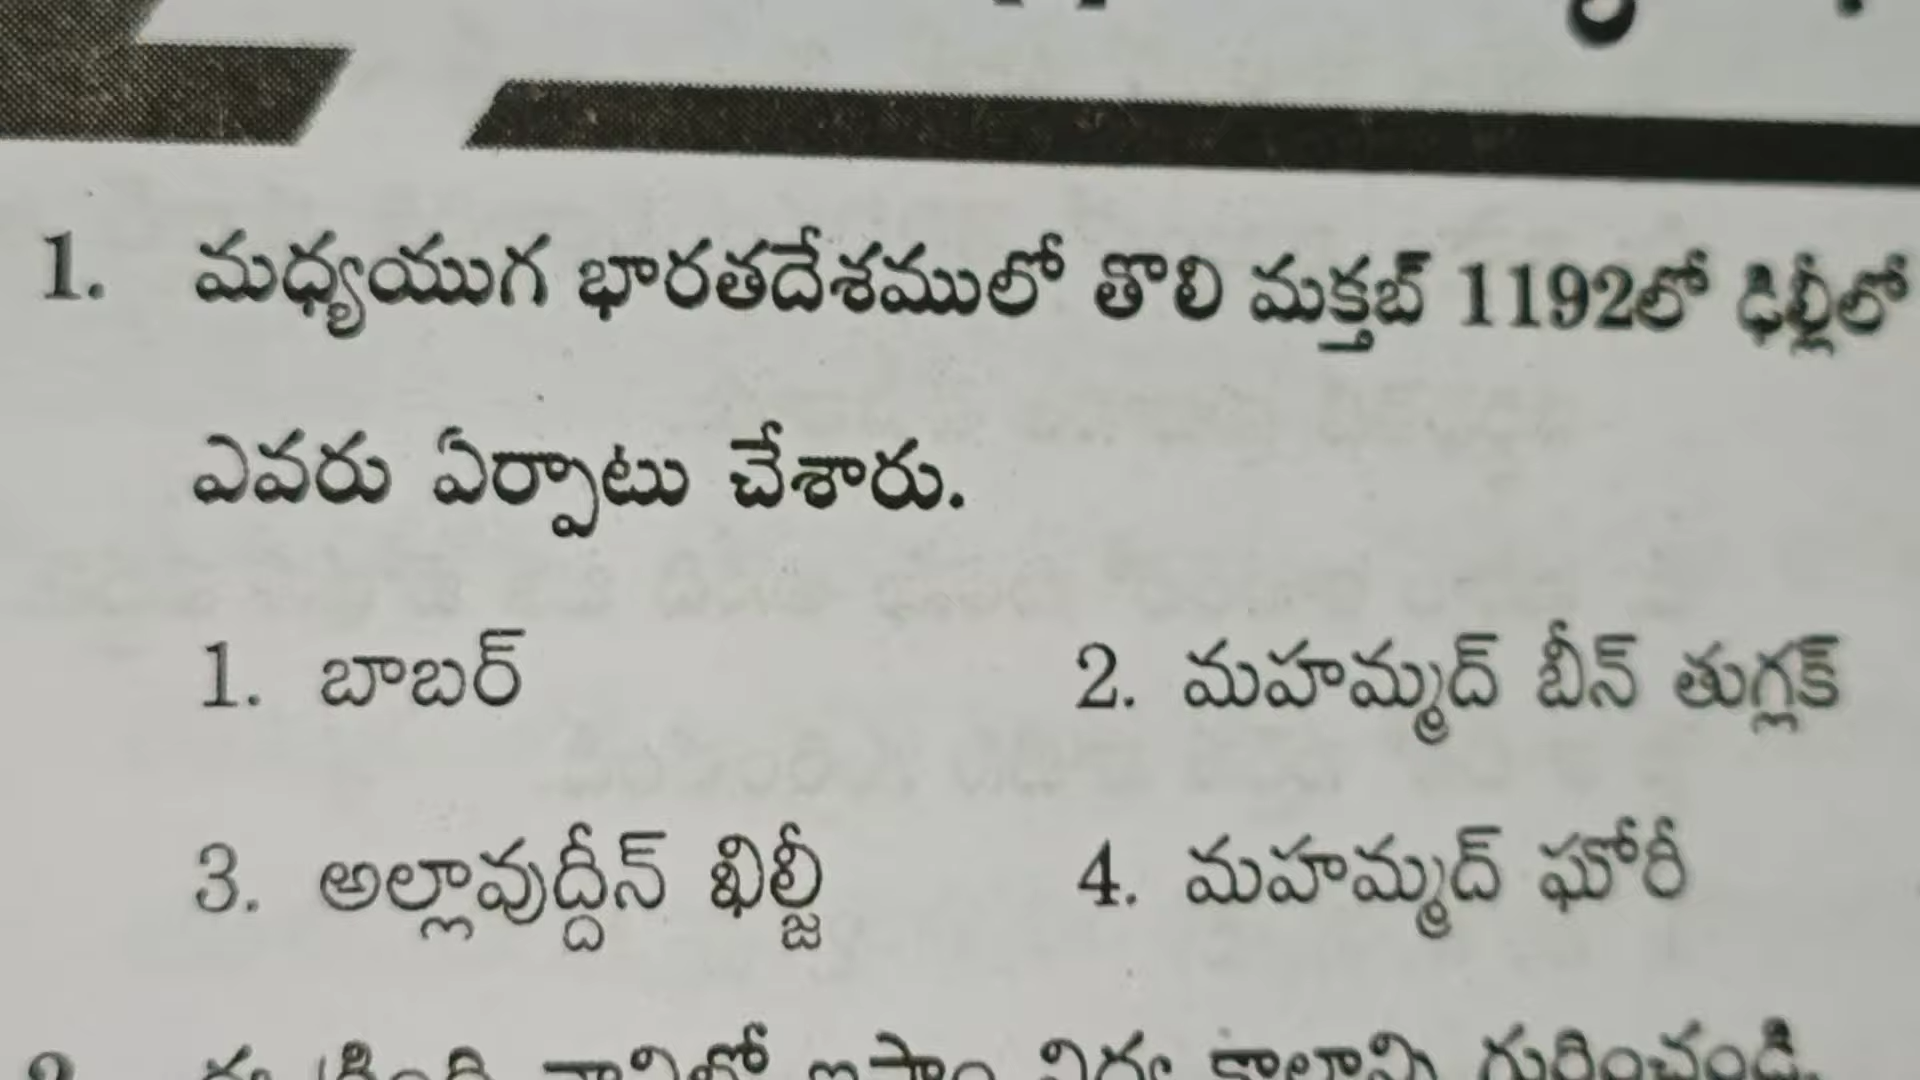 1. మధ్యయుగ భారతదేశములో తొలి మక్తబ్ 1192లో ఢిల్లీలో
ఎవరు ఏర్పాటు చేశారు.
1. బాబర్ 2. మహమ్మద్ బీన్ తుగ్లక్
3. అల్లావుద్దీన్ ఖిల్జీ 4. మహమ్మద్ ఘోరీ